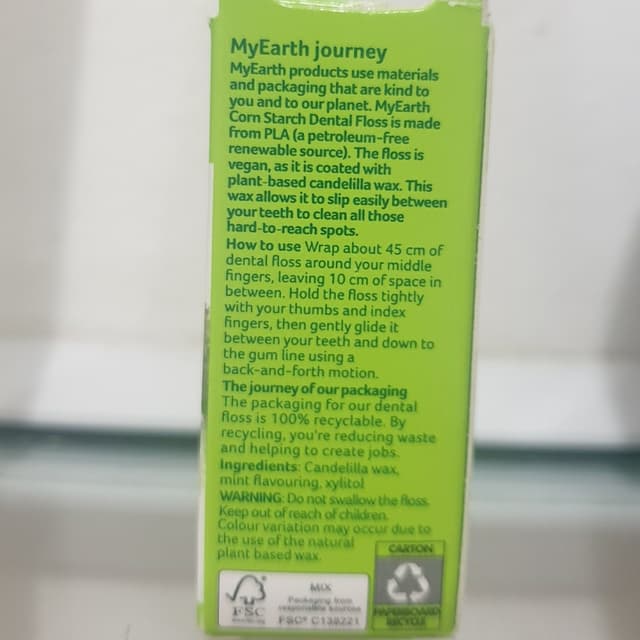 MyEarth journey
MyEarth products use materials
and packaging that are kind to
you and to our planet. MyEarth
Corn Starch Dental Floss is made
from PLA (a petroleum-free
renewable source). The floss is
vegan, as it is coated with
plant-based candelilla wax. This
wax allows it to slip easily between
your teeth to clean all those
hard-to-reach spots.
How to use Wrap about 45 cm of
dental floss around your middle
fingers, leaving 10 cm of space in
between. Hold the floss tightly
with your thumbs and index
fingers, then gently glide it
between your teeth and down to
the gum line using a
back-and-forth motion.
The journey of our packaging
The packaging for our dental
floss is 100% recyclable. By
recycling, you're reducing waste
and helping to create jobs.
Ingredients: Candelilla wax,
mint flavouring, xylitol
WARNING: Do not swallow the floss.
Keep out of reach of children.
Colour variation may occur due to
the use of the natural
plant based wax.
CARTON
PAPERBOARD
RECYCLE
FSC
MIX
Packaging from
responsible sources
FSC® C138221